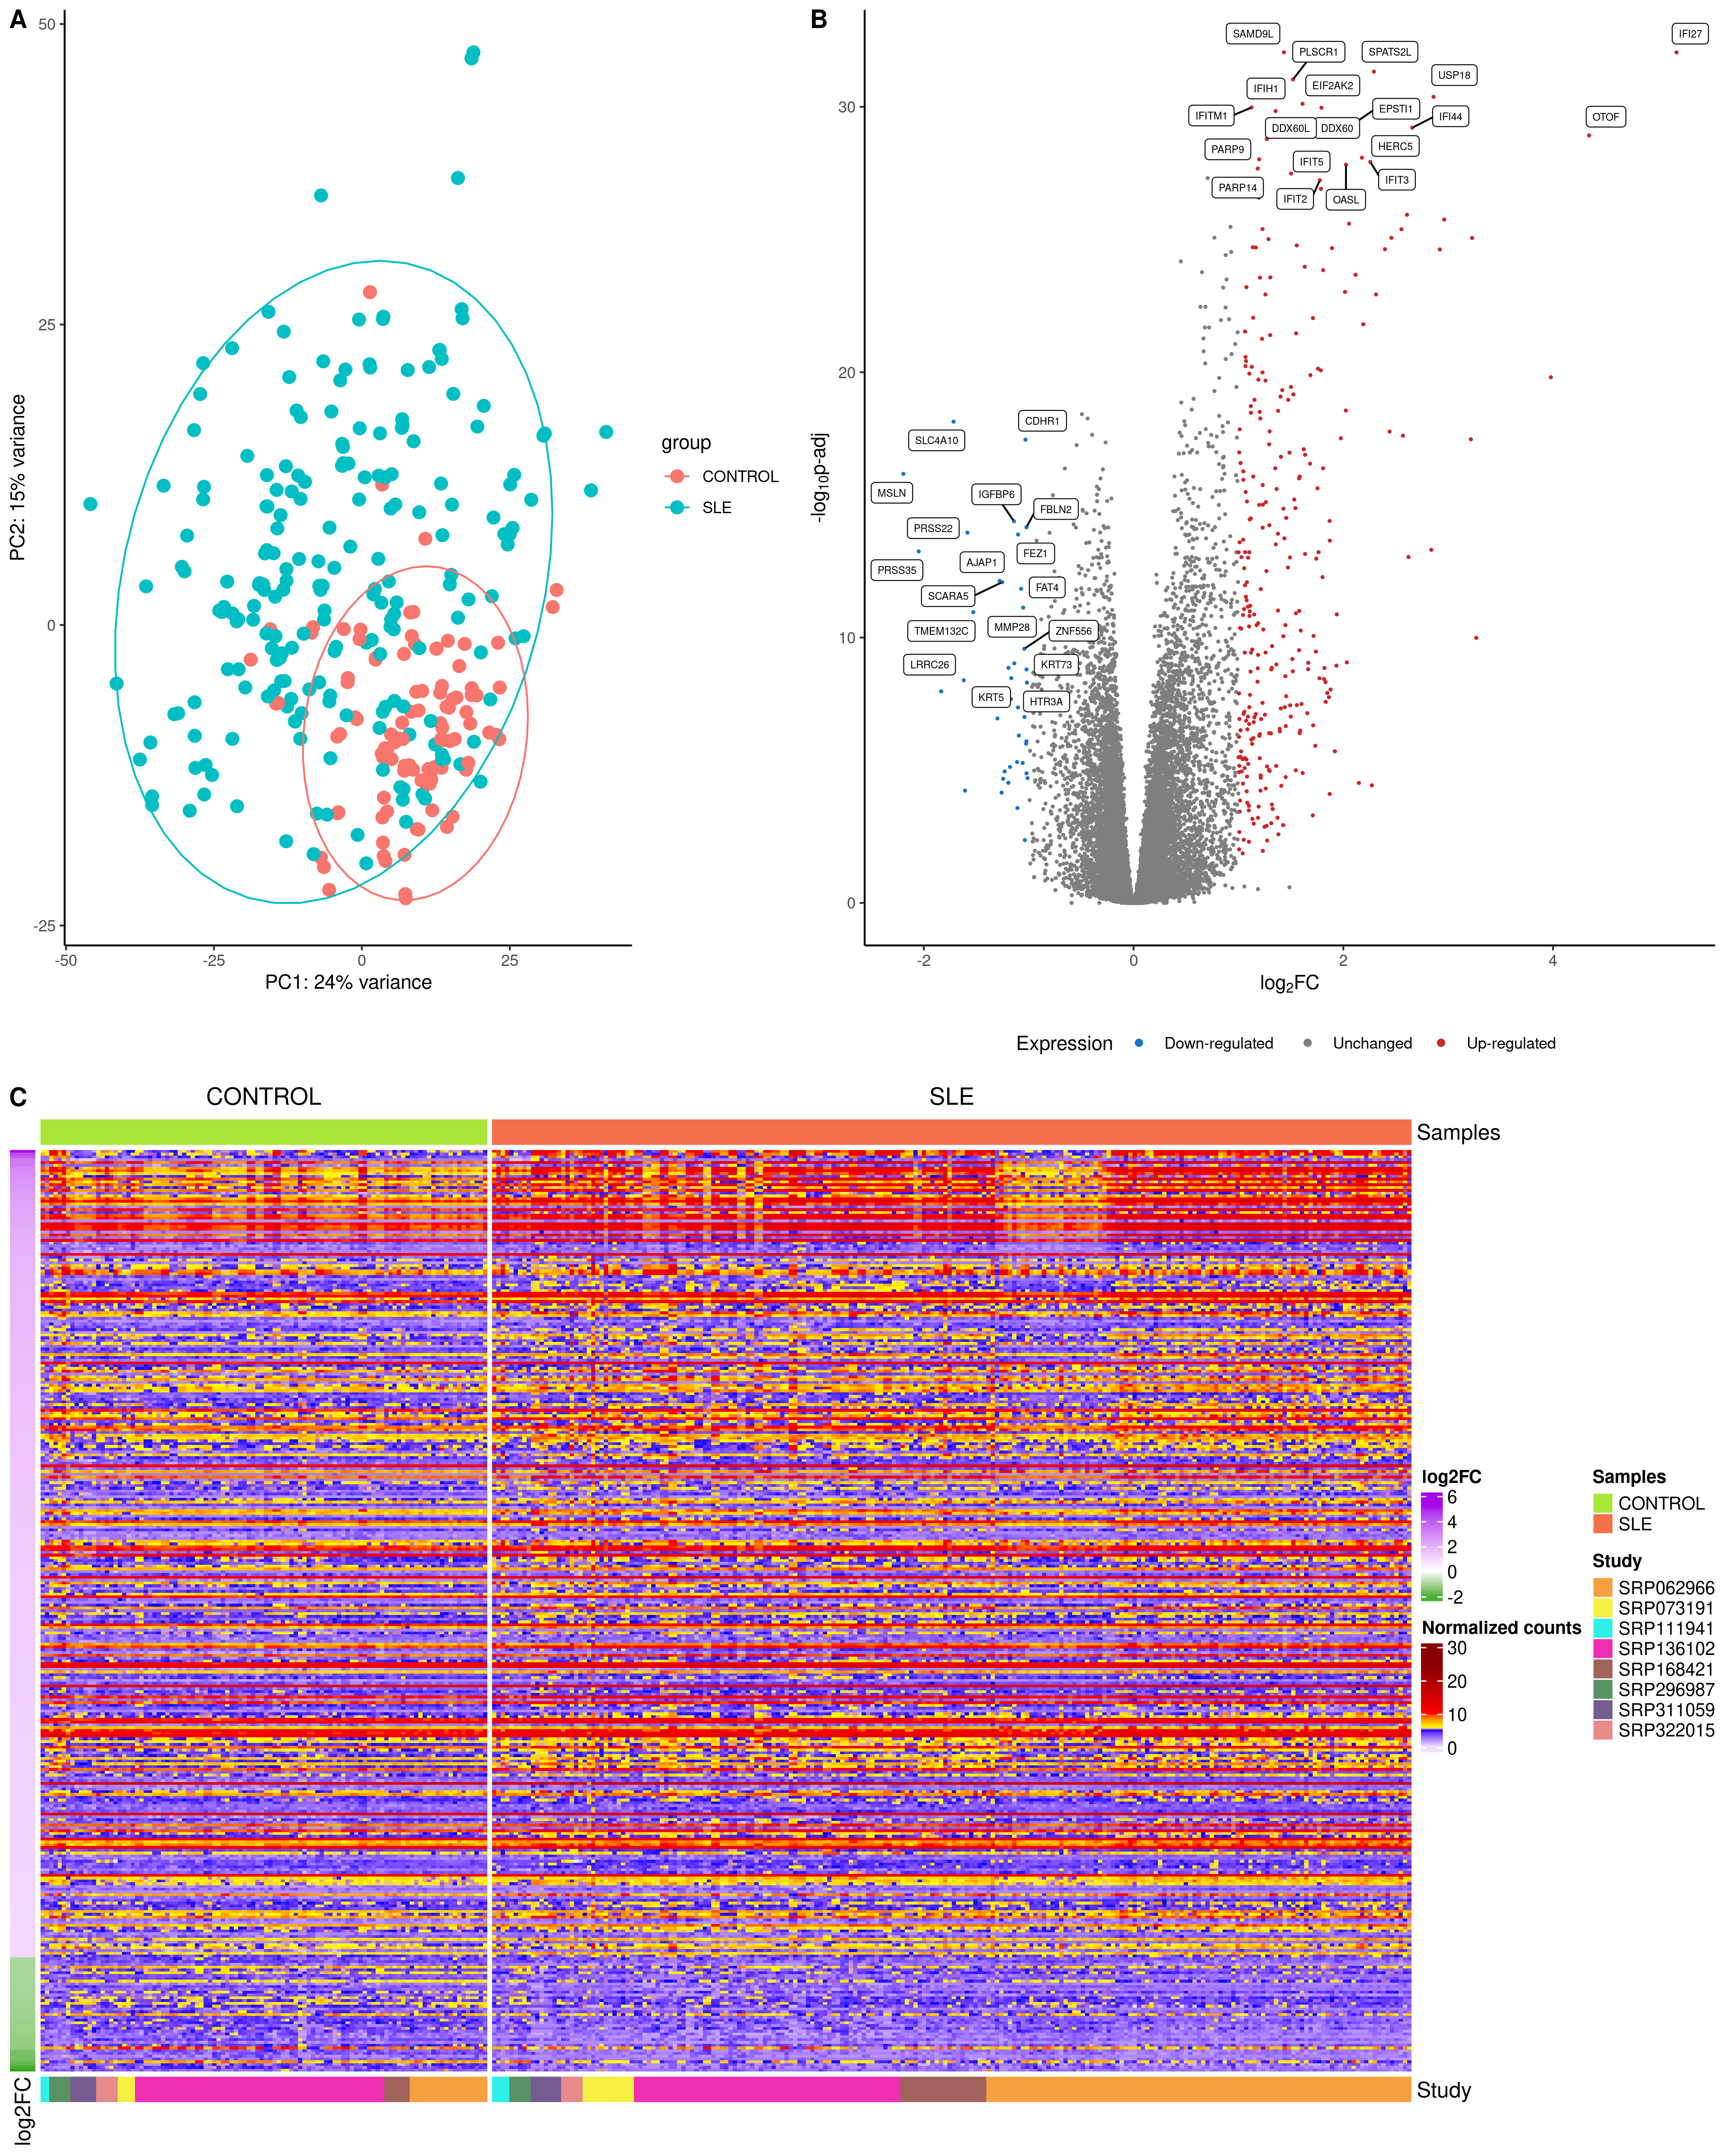 A
50
25
0
-25
PC2: 15% variance
-50
-25
0
25
PC1: 24% variance
group
CONTROL
SLE
B
30
20
10
0
-log10p-adj
SAMD9L
IFI27
PLSCR1
SPATS2L
USP18
IFIH1
EIF2AK2
EPSTI1
IFITM1
IFI44
OTOF
DDX60L
DDX60
PARP9
HERC5
IFIT5
PARP14
IFIT3
IFIT2
OASL
CDHR1
SLC4A10
MSLN
IGFBP6
FBLN2
PRSS22
FEZ1
AJAP1
PRSS35
FAT4
SCARA5
TMEM132C
MMP28
ZNF556
LRRC26
KRT73
KRT5
HTR3A
-2
0
2
4
log2FC
Expression
Down-regulated
Unchanged
Up-regulated
C
CONTROL
SLE
Samples
log2FC
6
4
2
0
-2
Normalized counts
30
20
10
0
Samples
CONTROL
SLE
Study
SRP062966
SRP073191
SRP111941
SRP136102
SRP168421
SRP296987
SRP311059
SRP322015
Study
log2FC